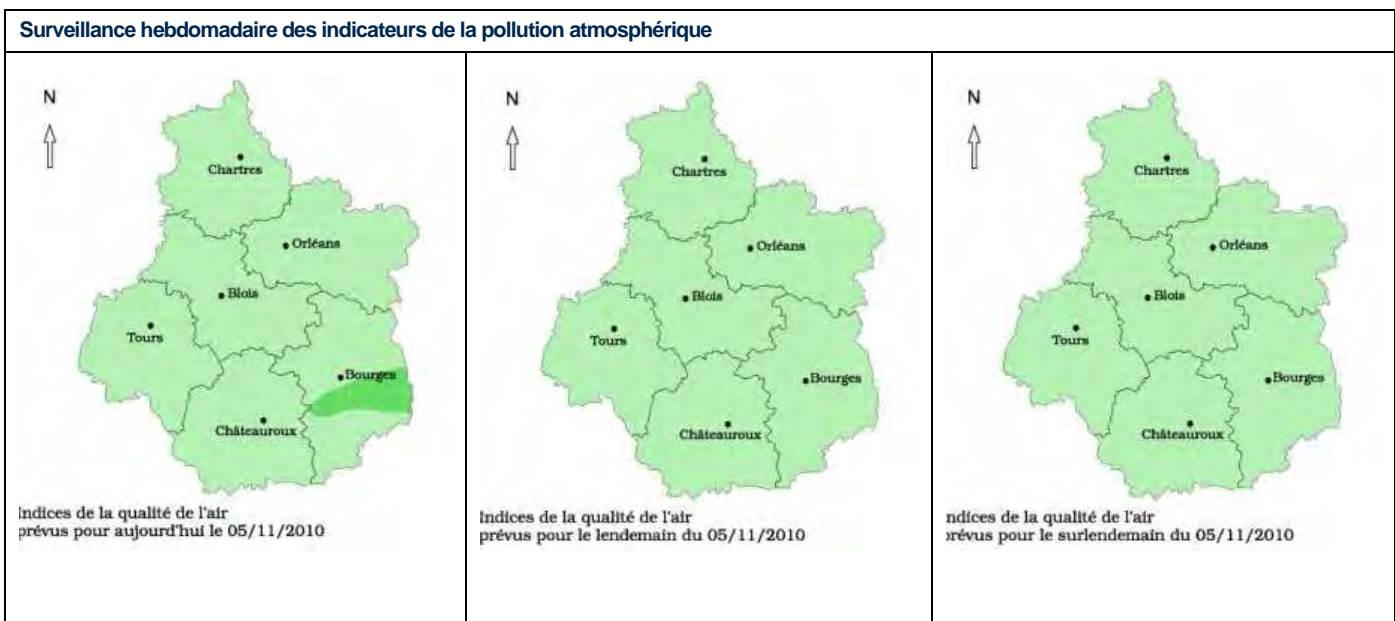 Surveillance hebdomadaire des indicateurs de la pollution atmosphérique
N
Chartres
Orléans
Blois
Tours
Bourges
Châteauroux
Indices de la qualité de l'air
prévus pour aujourd'hui le 05/11/2010
N
Chartres
Orléans
Blois
Tours
Bourges
Châteauroux
Indices de la qualité de l'air
prévus pour le lendemain du 05/11/2010
N
Chartres
Orléans
Blois
Tours
Bourges
Châteauroux
ndices de la qualité de l'air
prévus pour le surlendemain du 05/11/2010